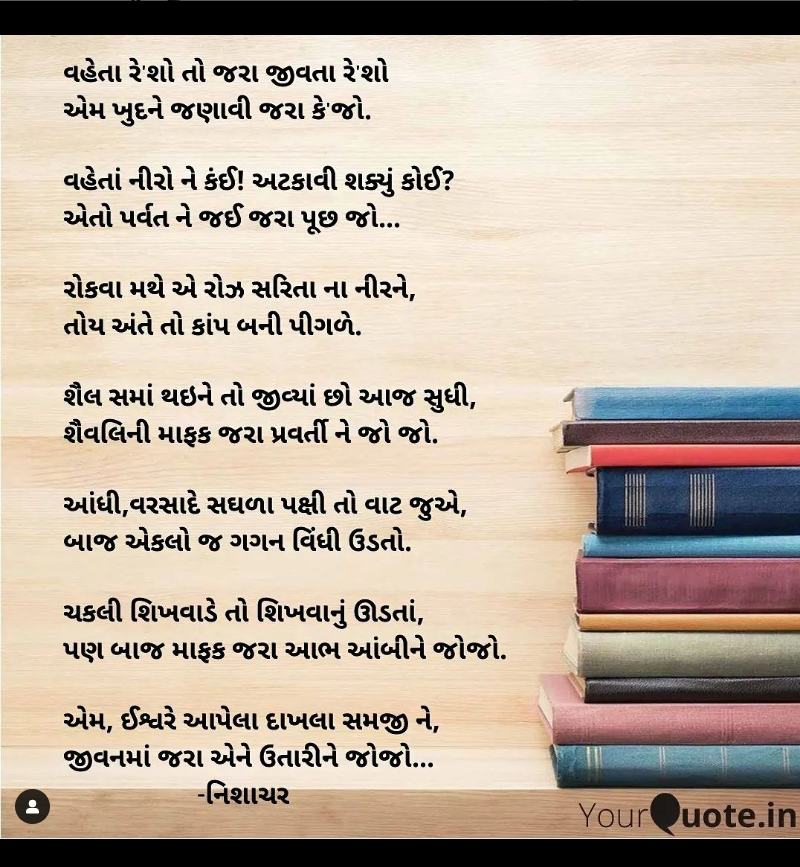 વહેતા રે'શો તો જરા જીવતા રે'શો
એમ ખુદને જણાવી જરા કે'જો.
વહેતાં નીરો ને કંઈ! અટકાવી શક્યું કોઈ?
એતો પર્વત ને જઈ જરા પૂછ જો...
રોકવા મથે એ રોઝ સરિતા ના નીરને,
તોય અંતે તો કાંપ બની પીગળે.
શૈલ સમાં થઇને તો જીવ્યાં છો આજ સુધી,
શૈવલિની માફક જરા પ્રવર્તી ને જો જો.
આંધી,વરસાદે સઘળા પક્ષી તો વાટ જુએ,
બાજ એકલો જ ગગન વિંધી ઉડતો.
ચકલી શિખવાડે તો શિખવાનું ઊડતાં,
પણ બાજ માફક જરા આભ આંબીને જોજો.
એમ, ઈશ્વરે આપેલા દાખલા સમજી ને,
જીવનમાં જરા એને ઉતારીને જોજો...
-નિશાચર
YourQuote.in